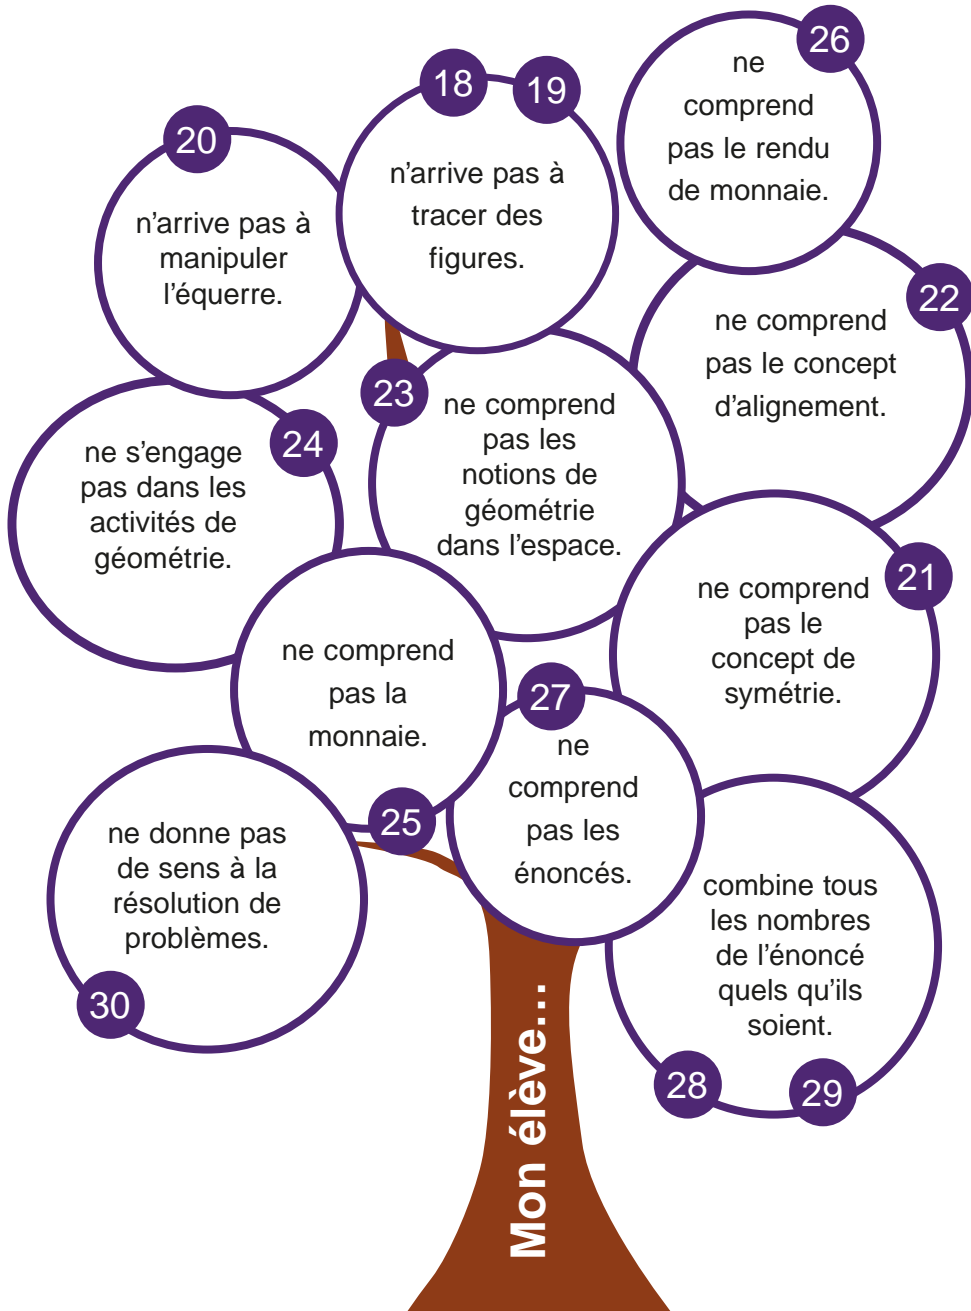 26
ne
comprend
pas le rendu
de monnaie.
18
19
n'arrive pas à
tracer des
figures.
20
n'arrive pas à
manipuler
l'équerre.
22
ne comprend
pas le concept
d'alignement.
23
ne comprend
pas les
notions de
géométrie
dans l'espace.
24
ne s'engage
pas dans les
activités de
géométrie.
21
ne comprend
pas le
concept de
symétrie.
ne comprend
pas la
monnaie.
25
27
ne
comprend
pas les
énoncés.
ne donne pas
de sens à la
résolution de
problèmes.
30
combine tous
les nombres
de l'énoncé
quels qu'ils
soient.
28
29
Mon élève...